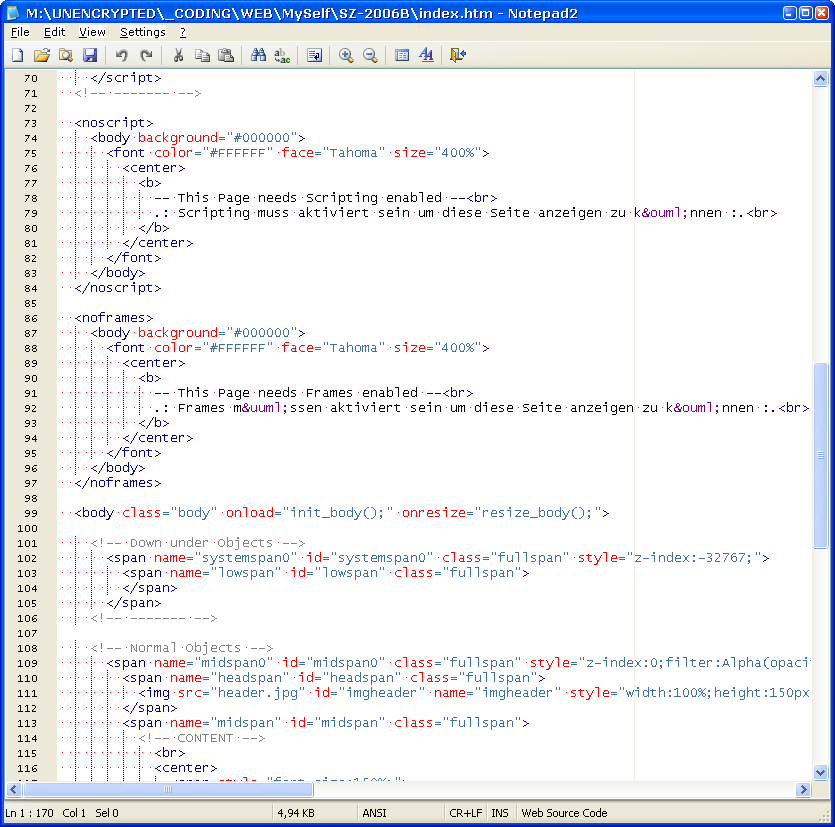 M:\UNENCRYPTED\_CODING\WEB\MySelf\SZ-2006B\index.htm - Notepad2
File Edit View Settings ?
70 </script>
71 <!-- ------- -->
72
73 <noscript>
74 <body background="#000000">
75 <font color="#FFFFFF" face="Tahoma" size="400%">
76 <center>
77 <b>
78 -- This Page needs Scripting enabled --<br>
79 .: Scripting muss aktiviert sein um diese Seite anzeigen zu k&ouml;nnen :.<br>
80 </b>
81 </center>
82 </font>
83 </body>
84 </noscript>
85
86 <noframes>
87 <body background="#000000">
88 <font color="#FFFFFF" face="Tahoma" size="400%">
89 <center>
90 <b>
91 -- This Page needs Frames enabled --<br>
92 .: Frames m&uuml;ssen aktiviert sein um diese Seite anzeigen zu k&ouml;nnen :.<br>
93 </b>
94 </center>
95 </font>
96 </body>
97 </noframes>
98
99 <body class="body" onload="init_body();" onresize="resize_body();">
100
101 <!-- Down under Objects -->
102 <span name="systemspan0" id="systemspan0" class="fullspan" style="z-index:-32767;">
103 <span name="lowspan" id="lowspan" class="fullspan">
104 </span>
105 </span>
106 <!-- ------- -->
107
108 <!-- Normal Objects -->
109 <span name="midspan0" id="midspan0" class="fullspan" style="z-index:0;filter:Alpha(opaci
110 <span name="headspan" id="headspan" class="fullspan">
111 <img src="header.jpg" id="imgheader" name="imgheader" style="width:100%;height:150px
112 </span>
113 <span name="midspan" id="midspan" class="fullspan">
114 <!-- CONTENT -->
115 <br>
116 <center>
Ln 1 : 170 Col 1 Sel 0 4,94 KB ANSI CR+LF INS Web Source Code